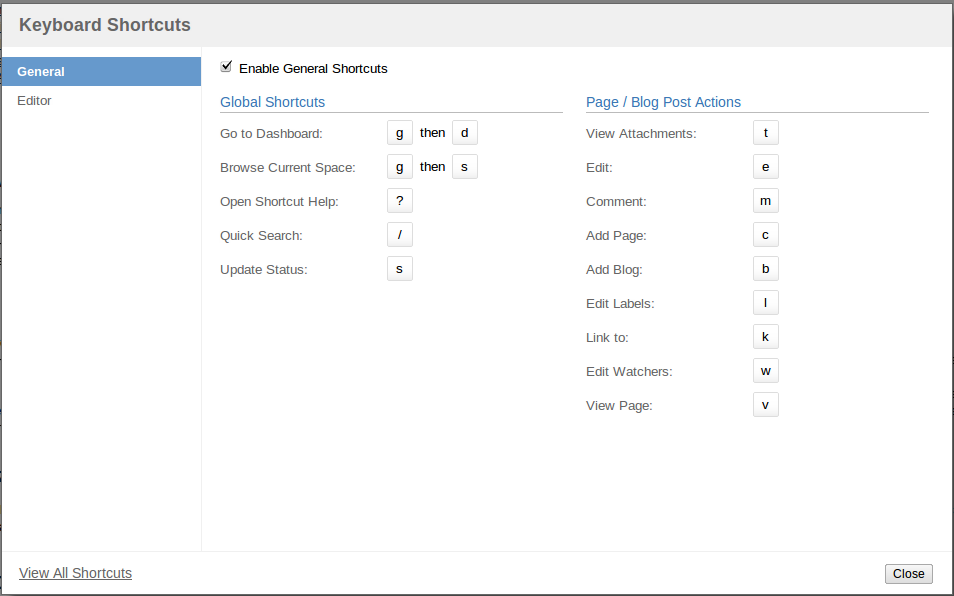 Keyboard Shortcuts
General
Editor
Enable General Shortcuts
Global Shortcuts
Go to Dashboard: g then d
Browse Current Space: g then s
Open Shortcut Help: ?
Quick Search: /
Update Status: s
Page / Blog Post Actions
View Attachments: t
Edit: e
Comment: m
Add Page: c
Add Blog: b
Edit Labels: l
Link to: k
Edit Watchers: w
View Page: v
View All Shortcuts
Close